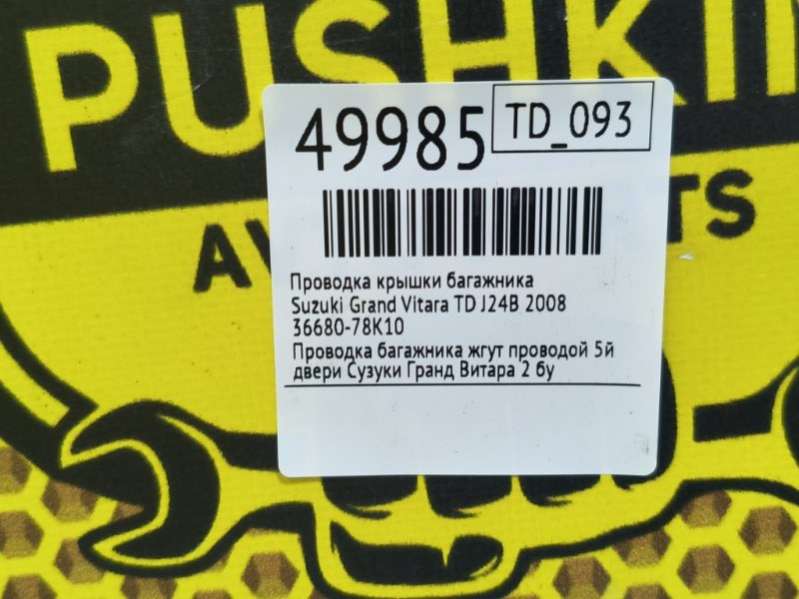 PUSHKIN
49985
TD_093
AV TS
Проводка крышки багажника
Suzuki Grand Vitara TD J24B 2008
36680-78K10
Проводка багажника жгут проводой 5й
двери Сузуки Гранд Витара 2 бу